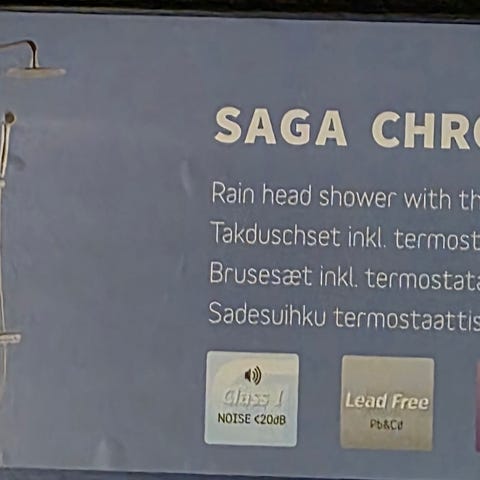 SAGA CHRO
Rain head shower with th
Takduschset inkl. termost
Brusesæt inkl. termostata
Sadesuihku termostaattis
Class I
NOISE <20dB
Lead Free
Pb&Cd